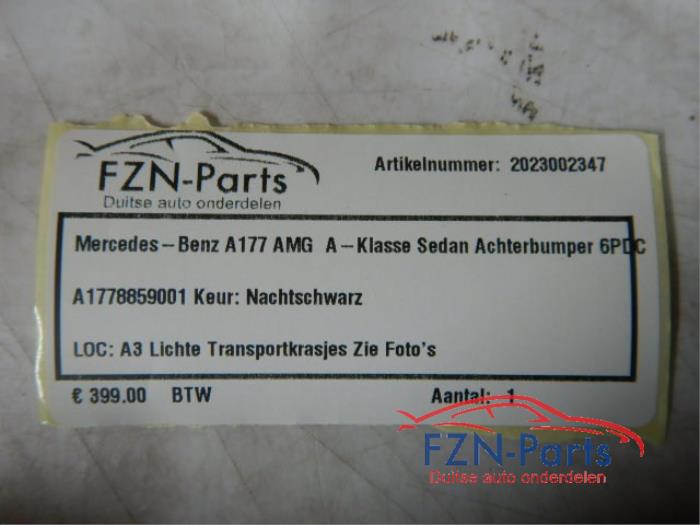 FZN-Parts
Duitse auto onderdelen
Artikelnummer: 2023002347
Mercedes-Benz A177 AMG A-Klasse Sedan Achterbumper 6PDC
A1778859001 Keur: Nachtschwarz
LOC: A3 Lichte Transportkrasjes Zie Foto's
€ 399.00 BTW
Aantal: 1
FZN-Parts
Duitse auto onderdelen